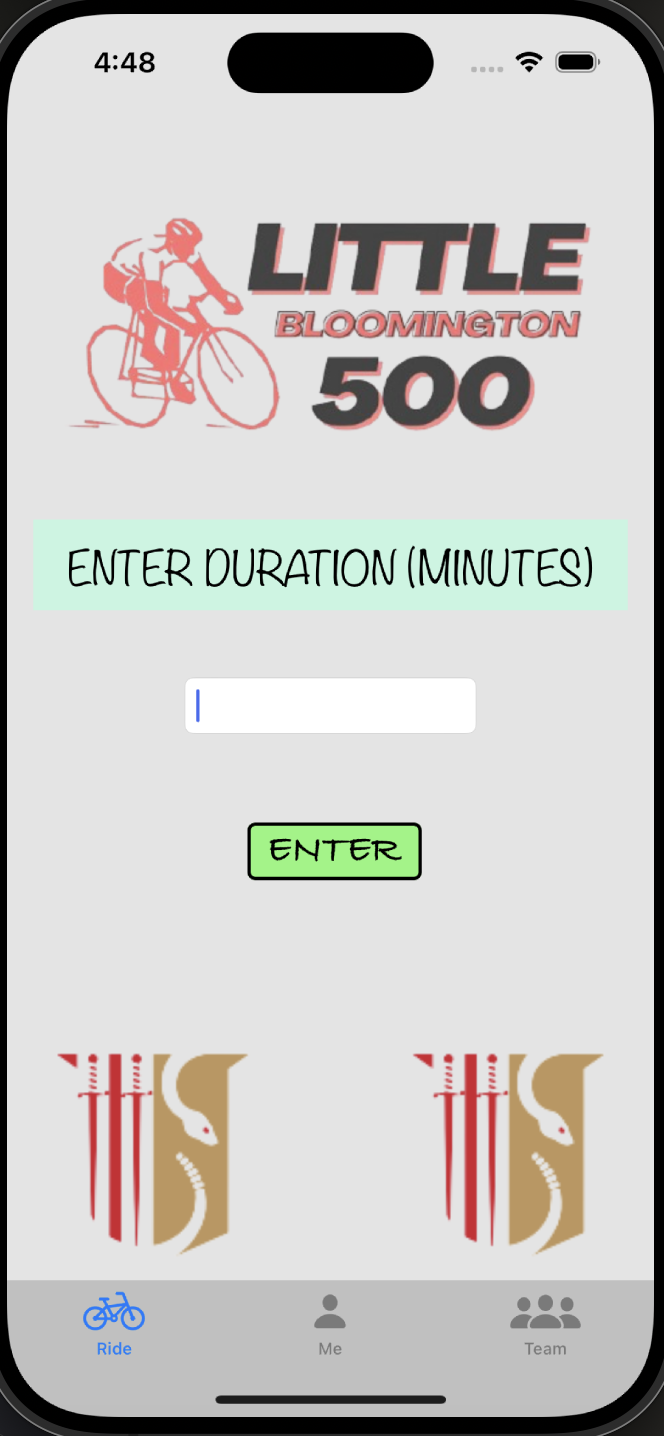 4:48
LITTLE
BLOOMINGTON
500
ENTER DURATION (MINUTES)
ENTER
Ride
Me
Team